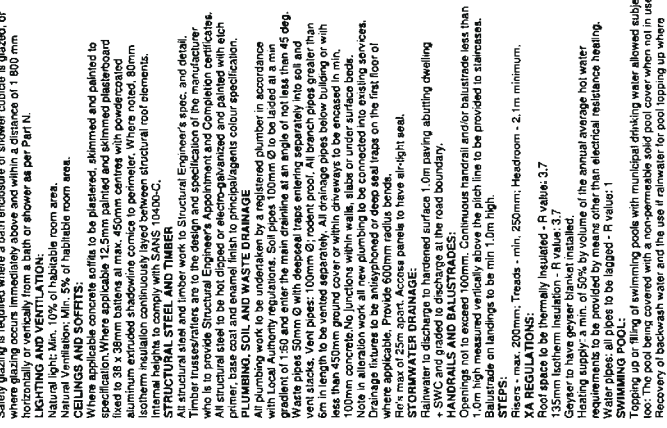 Safety glazing is required where a bath enclosure or shower cubicle is glazed, or
where glazing occurs immediately above and within a distance of 1 800 mm
horizontally or vertically from a bath or shower as per Part N.
LIGHTING AND VENTILATION:
Natural light: Min. 10% of habitable room area.
Natural Ventilation: Min. 5% of habitable room area.
CEILINGS AND SOFFITS:
Where applicable concrete soffits to be plastered, skimmed and painted to
specification.Where applicable 12.5mm painted and skimmed plasterboard
fixed to 38 x 38mm battens at max. 450mm centres with powdercoated
aluminum extruded shadowline cornice to perimeter. Where noted, 80mm
Isotherm insulation continuously layed between structural roof elements.
Internal heights to comply with SANS 10400-C.
STRUCTURAL STEEL AND TIMBER
All structural steel and timber work to Structural Engineer's spec. and detail.
Timber trusses/rafters are to the design and specification of the manufacturer
who is to provide Structural Engineer's Appointment and Completion certificates.
All structural steel to be hot dipped or electro-galvanized and painted with etch
primer, base coat and enamel finish to principal/agents colour specification.
PLUMBING, SOIL AND WASTE DRAINAGE
All plumbing work to be undertaken by a registered plumber in accordance
with Local Authority regulations. Soil pipes 100mm Ø to be laided at a min
gradient of 1:60 and enter the main drainline at an angle of not less than 45 deg.
Waste pipes 50mm Ø with deepseal traps entering separately into soil and
vent stacks. Vent pipes: 100mm Ø; rodent proof. All branch pipes greater than
6m in length to be vented separately. All drainage pipes below building or with
less than 450mm ground cover or within driveways to be encased in min.
100mm concrete.No junctions within walls, slabs or under surface beds.
Note in alteration work all new plumbing to be connected into existing services.
Drainage fixtures to be antisyphoned or deep seal traps on the first floor of
where applicable. Provide 600mm radius bends.
Re's max of 25m apart. Access panels to have air-tight seal.
STORMWATER DRAINAGE:
Rainwater to discharge to hardened surface 1.0m paving abutting dwelling
+ SWC and graded to discharge at the road boundary.
HANDRAILS AND BALUSTRADES:
Openings not to exceed 100mm. Continuous handrail and/or balustrade less than
1.0m high measured vertically above the pitch line to be provided to staircases.
Balustrade on landings to be min 1.0m high.
STEPS:
Risers - max. 200mm; Treads - min. 250mm; Headroom - 2,1m minimum,
XA REGULATIONS:
Roof space to be thermally insulated - R value: 3.7
135mm Isotherm Insulation - R value: 3.7
Geyser to have geyser blanket installed.
Heating supply: a min. of 50% by volume of the annual average hot water
requirements to be provided by means other than electrical resistance heating.
Water pipes: all pipes to be lagged - R value: 1
SWIMMING POOL:
Topping up or filing of swimming pools with municipal drinking water allowed subje
too: The pool being covered with a non-permeable solid pool cover when not in use
Recovery of backwash water and the use if rainwater for pool topping up where